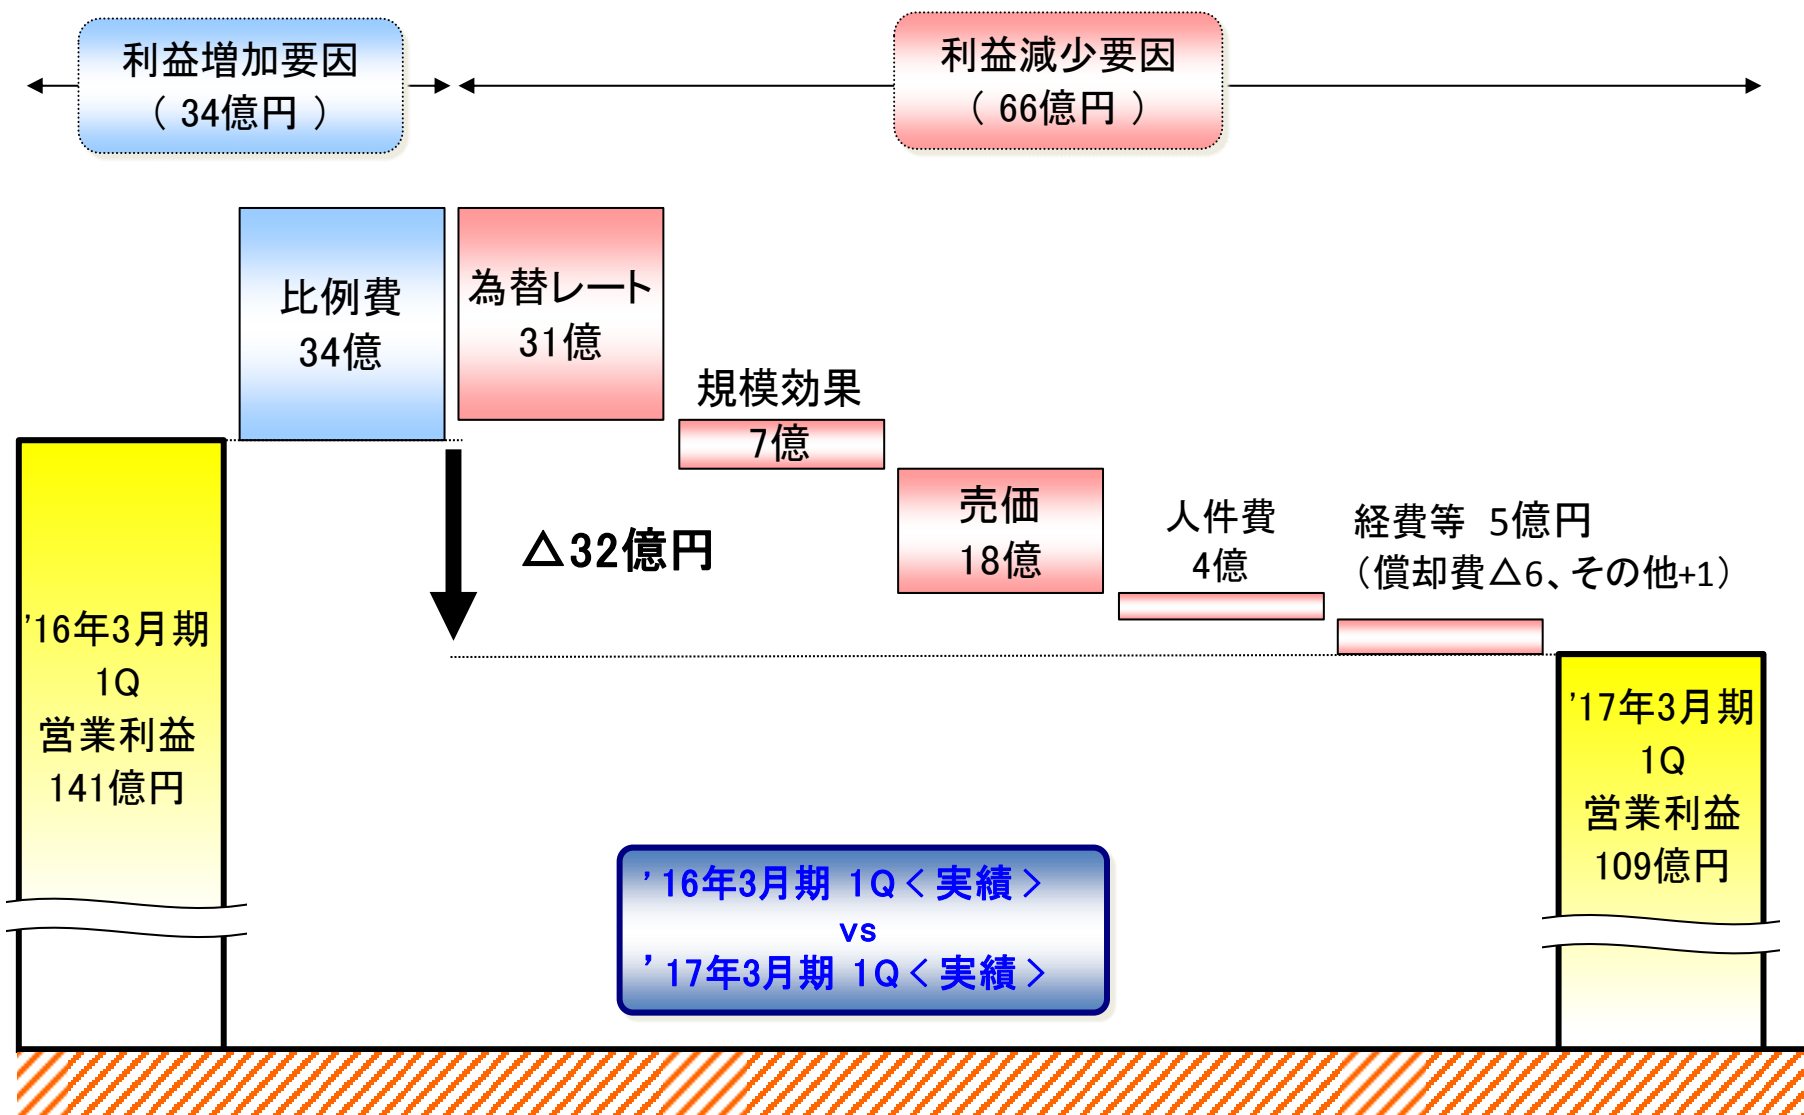 利益増加要因
（ 34億円 ）
利益減少要因
（ 66億円 ）
比例費
34億
為替レート
31億
規模効果
7億
売価
18億
人件費
4億
経費等 5億円
（償却費△6、その他+1）
△32億円
'16年3月期
1Q
営業利益
141億円
'17年3月期
1Q
営業利益
109億円
’16年3月期 1Q＜実績＞
vs
’17年3月期 1Q＜実績＞